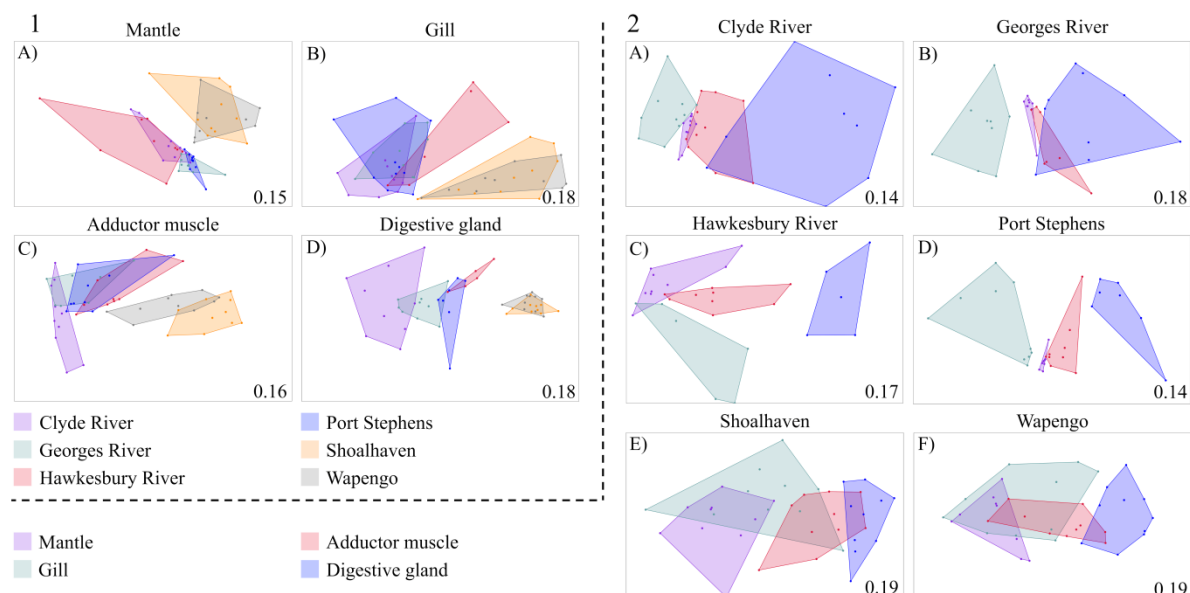 1
Mantle
Gill
A)
0.15
B)
0.18
Adductor muscle
Digestive gland
C)
0.16
D)
0.18
Clyde River
Georges River
Hawkesbury River
Port Stephens
Shoalhaven
Wapengo
Mantle
Gill
Adductor muscle
Digestive gland
2
Clyde River
Georges River
A)
0.14
B)
0.18
Hawkesbury River
Port Stephens
C)
0.17
D)
0.14
Shoalhaven
Wapengo
E)
0.19
F)
0.19